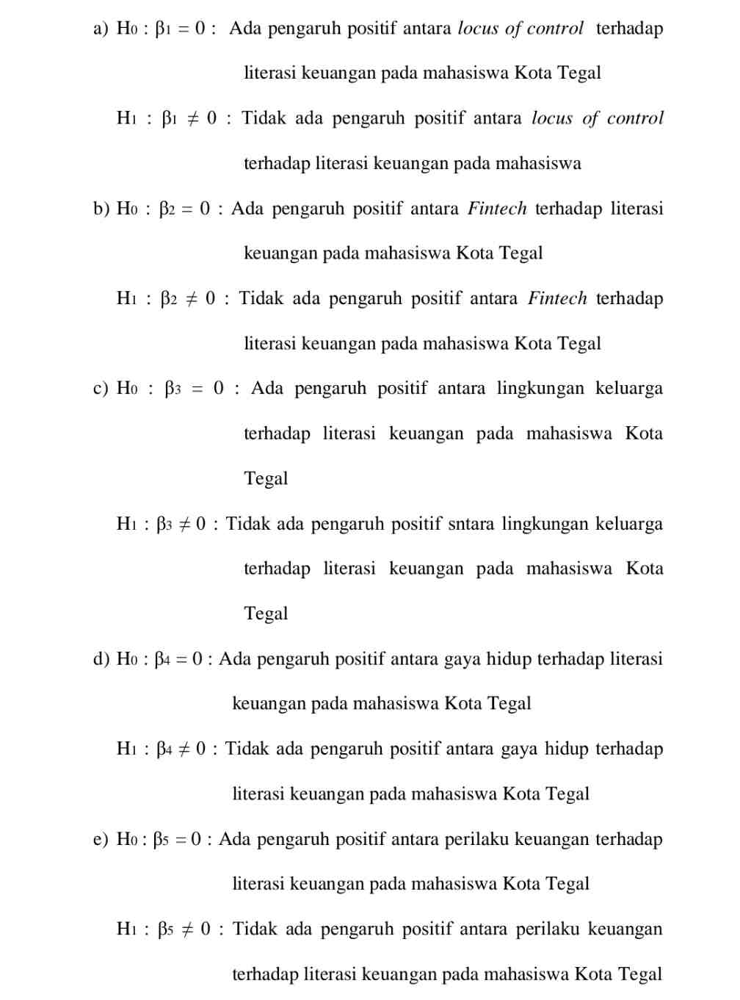 a) H0 : β1 = 0 : Ada pengaruh positif antara locus of control terhadap
literasi keuangan pada mahasiswa Kota Tegal
H1 : β1 ≠ 0 : Tidak ada pengaruh positif antara locus of control
terhadap literasi keuangan pada mahasiswa
b) H0 : β2 = 0 : Ada pengaruh positif antara Fintech terhadap literasi
keuangan pada mahasiswa Kota Tegal
H1 : β2 ≠ 0 : Tidak ada pengaruh positif antara Fintech terhadap
literasi keuangan pada mahasiswa Kota Tegal
c) H0 : β3 = 0 : Ada pengaruh positif antara lingkungan keluarga
terhadap literasi keuangan pada mahasiswa Kota
Tegal
H1 : β3 ≠ 0 : Tidak ada pengaruh positif sntara lingkungan keluarga
terhadap literasi keuangan pada mahasiswa Kota
Tegal
d) H0 : β4 = 0 : Ada pengaruh positif antara gaya hidup terhadap literasi
keuangan pada mahasiswa Kota Tegal
H1 : β4 ≠ 0 : Tidak ada pengaruh positif antara gaya hidup terhadap
literasi keuangan pada mahasiswa Kota Tegal
e) H0 : β5 = 0 : Ada pengaruh positif antara perilaku keuangan terhadap
literasi keuangan pada mahasiswa Kota Tegal
H1 : β5 ≠ 0 : Tidak ada pengaruh positif antara perilaku keuangan
terhadap literasi keuangan pada mahasiswa Kota Tegal